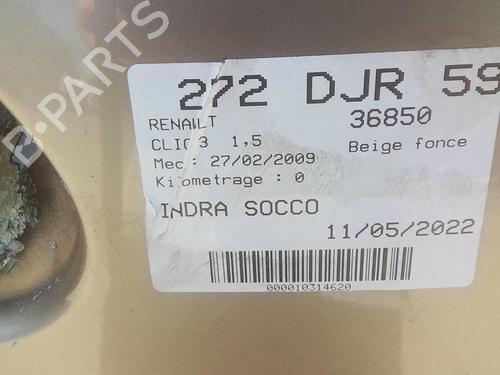 B-PARTS
272 DJR 59
RENAILT 36850
CLIO 3 1,5 Beige fonce
Mec : 27/02/2009
Kilometrage : 0
INDRA SOCCO
11/05/2022
000010314620